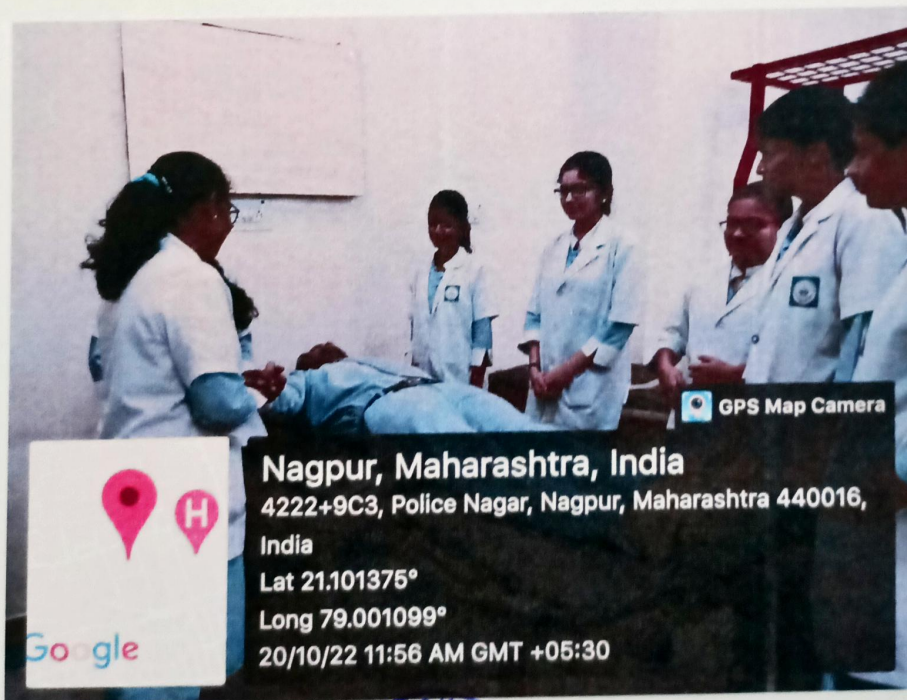 GPS Map Camera
Nagpur, Maharashtra, India
4222+9C3, Police Nagar, Nagpur, Maharashtra 440016,
India
Lat 21.101375°
Long 79.001099°
20/10/22 11:56 AM GMT +05:30
H
Google